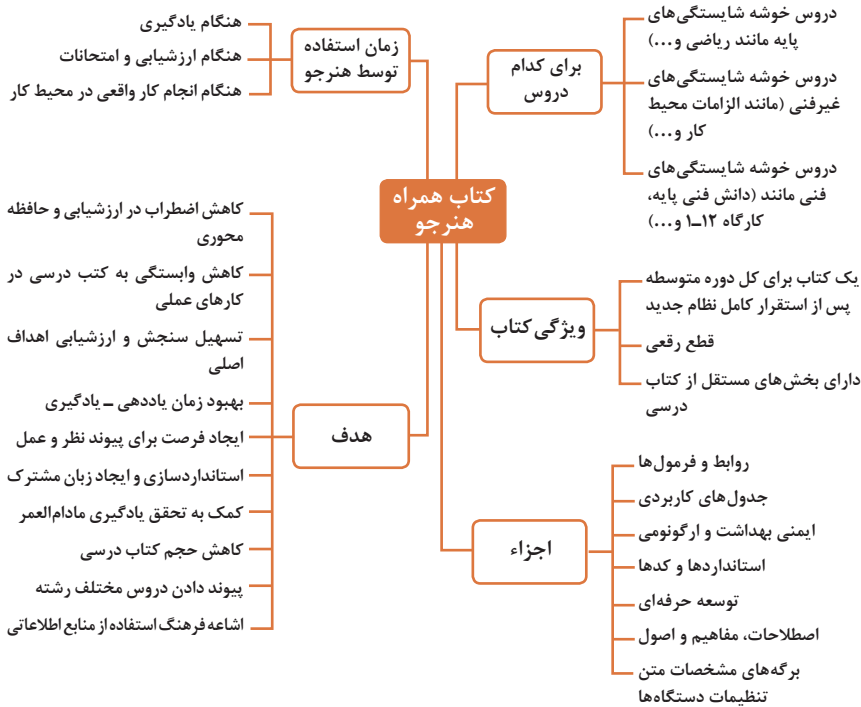 کتاب همراه
هنرجو
برای کدام
دروس
دروس خوشه شایستگی‌های
پایه مانند ریاضی و...)
دروس خوشه شایستگی‌های
غیرفنی (مانند الزامات محیط
کار و...)
دروس خوشه شایستگی‌های
فنی مانند (دانش فنی پایه،
کارگاه ۱۲ـ۱ و...)
ویژگی کتاب
یک کتاب برای کل دوره متوسطه
پس از استقرار کامل نظام جدید
قطع رقعی
دارای بخش‌های مستقل از کتاب
درسی
اجزاء
روابط و فرمول‌ها
جدول‌های کاربردی
ایمنی بهداشت و ارگونومی
استانداردها و کدها
توسعه حرفه‌ای
اصطلاحات، مفاهیم و اصول
برگه‌های مشخصات متن
تنظیمات دستگاه‌ها
زمان استفاده
توسط هنرجو
هنگام یادگیری
هنگام ارزشیابی و امتحانات
هنگام انجام کار واقعی در محیط کار
هدف
کاهش اضطراب در ارزشیابی و حافظه
محوری
کاهش وابستگی به کتب درسی در
کارهای عملی
تسهیل سنجش و ارزشیابی اهداف
اصلی
بهبود زمان یاددهی ـ یادگیری
ایجاد فرصت برای پیوند نظر و عمل
استانداردسازی و ایجاد زبان مشترک
کمک به تحقق یادگیری مادام‌العمر
کاهش حجم کتاب درسی
پیوند دادن دروس مختلف رشته
اشاعه فرهنگ استفاده از منابع اطلاعاتی